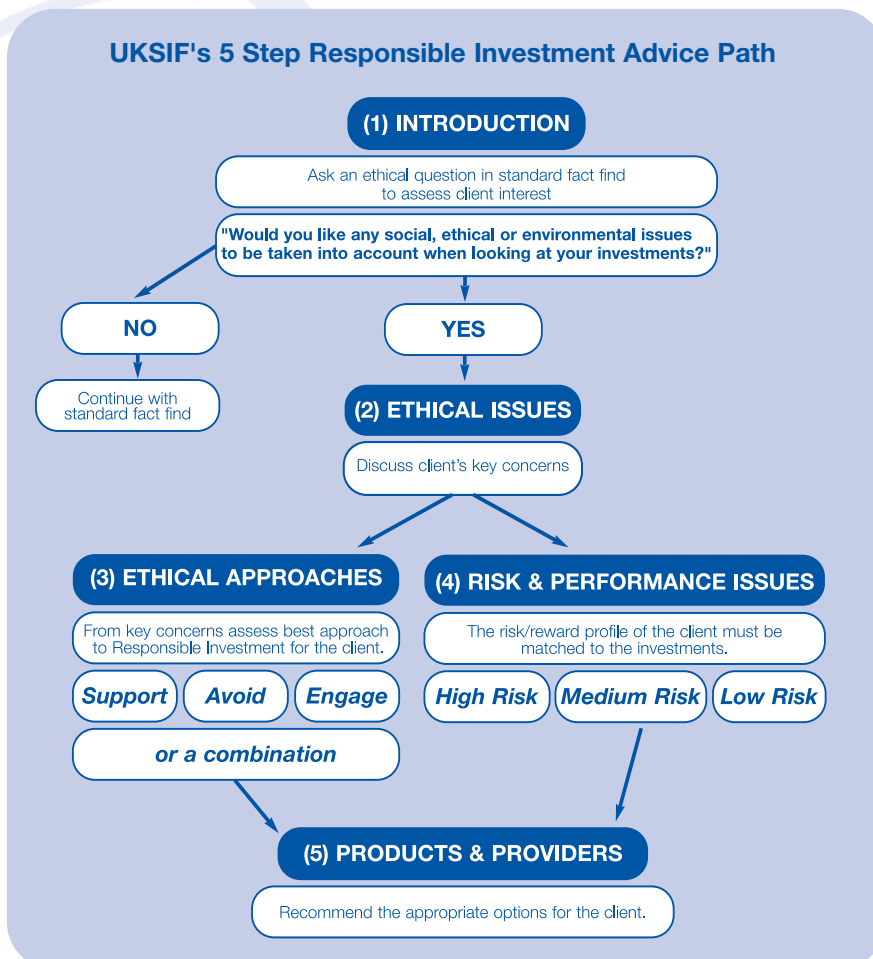 UKSIF's 5 Step Responsible Investment Advice Path
(1) INTRODUCTION
Ask an ethical question in standard fact find
to assess client interest
"Would you like any social, ethical or environmental issues
to be taken into account when looking at your investments?"
NO
YES
Continue with
standard fact find
(2) ETHICAL ISSUES
Discuss client's key concerns
(3) ETHICAL APPROACHES
From key concerns assess best approach
to Responsible Investment for the client.
Support
Avoid
Engage
or a combination
(4) RISK & PERFORMANCE ISSUES
The risk/reward profile of the client must be
matched to the investments.
High Risk
Medium Risk
Low Risk
(5) PRODUCTS & PROVIDERS
Recommend the appropriate options for the client.